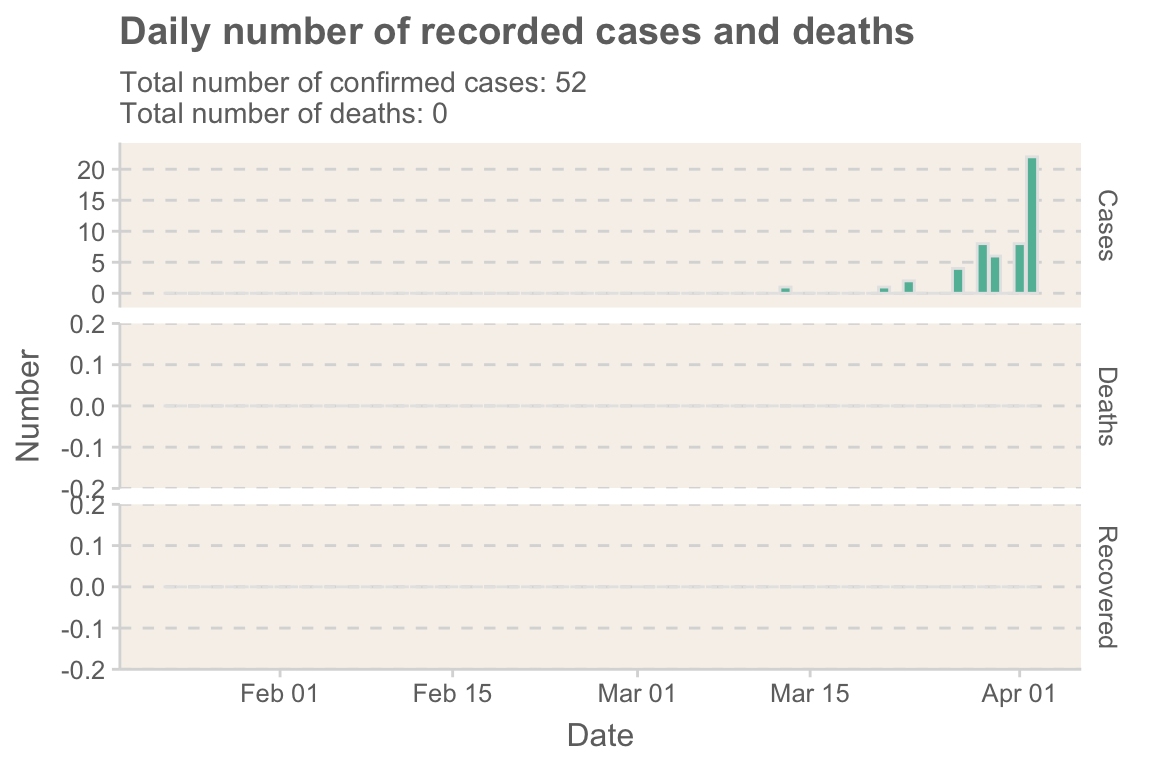 Daily number of recorded cases and deaths
Total number of confirmed cases: 52
Total number of deaths: 0
20
15
10
5
0
Cases
0.2
0.1
0.0
-0.1
-0.2
Deaths
Number
0.2
0.1
0.0
-0.1
-0.2
Recovered
Feb 01 Feb 15 Mar 01 Mar 15 Apr 01
Date